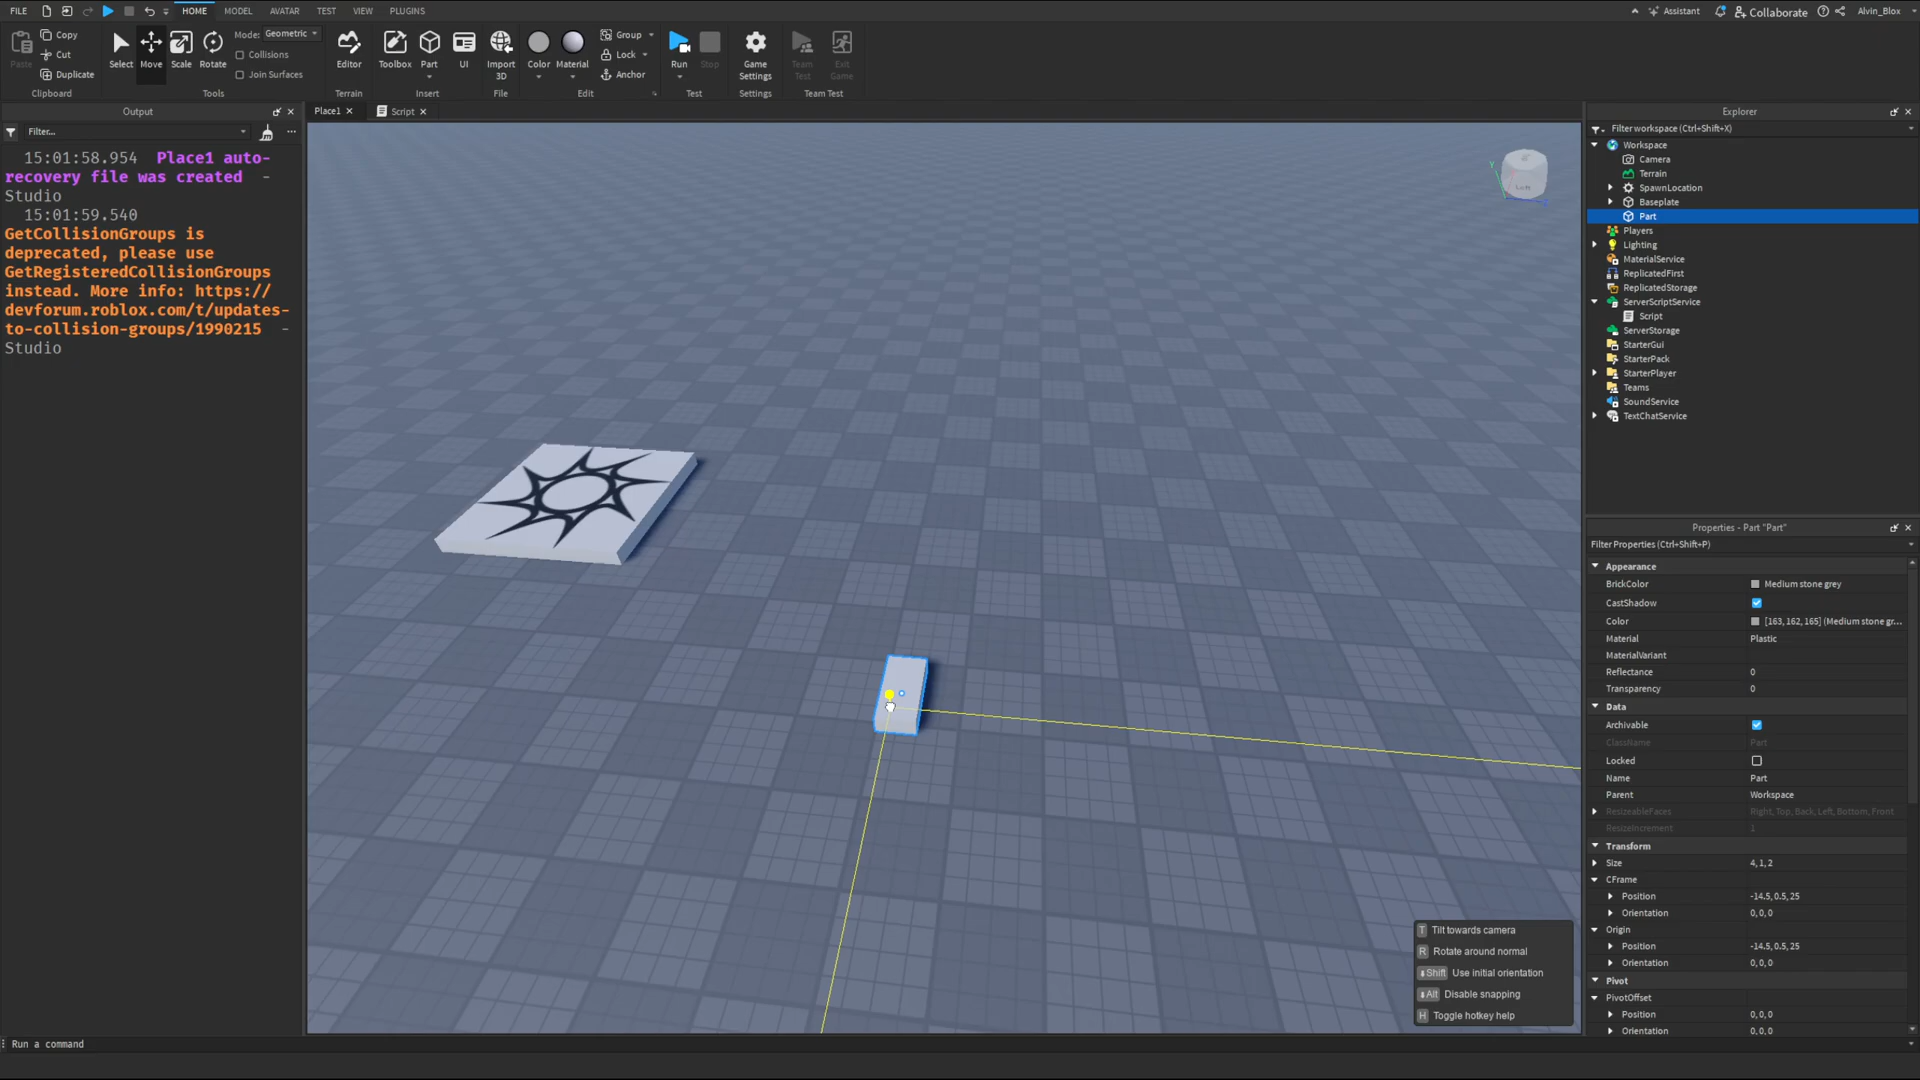 FILE
HOME MODEL AVATAR TEST VIEW PLUGINS
Assistant Collaborate Alvin_Blox
Paste Copy
Cut
Duplicate
Clipboard
Select Move Scale Rotate
Mode: Geometric
Collisions
Join Surfaces
Tools
Editor
Terrain
Toolbox Part UI
Insert
Import 3D
File
Color Material
Group
Lock
Anchor
Edit
Run Stop
Test
Game Settings
Settings
Team Test
Exit Game
Team Test
Output
Filter...
15:01:58.954 Place1 auto-
recovery file was created -
Studio
15:01:59.540
GetCollisionGroups is
deprecated, please use
GetRegisteredCollisionGroups
instead. More info: https://
devforum.roblox.com/t/updates-
to-collision-groups/1990215 -
Studio
Place1 Script
Left
Y
T Tilt towards camera
R Rotate around normal
Shift Use initial orientation
Alt Disable snapping
H Toggle hotkey help
Explorer
Filter workspace (Ctrl+Shift+X)
Workspace
Camera
Terrain
SpawnLocation
Baseplate
Part
Players
Lighting
MaterialService
ReplicatedFirst
ReplicatedStorage
ServerScriptService
Script
ServerStorage
StarterGui
StarterPack
StarterPlayer
Teams
SoundService
TextChatService
Properties - Part "Part"
Filter Properties (Ctrl+Shift+P)
Appearance
BrickColor Medium stone grey
CastShadow
Color [163, 162, 165] (Medium stone gr...
Material Plastic
MaterialVariant
Reflectance 0
Transparency 0
Data
Archivable
ClassName Part
Locked
Name Part
Parent Workspace
ResizeableFaces Right, Top, Back, Left, Bottom, Front
ResizeIncrement 1
Transform
Size 4, 1, 2
CFrame
Position -14.5, 0.5, 25
Orientation 0, 0, 0
Origin
Position -14.5, 0.5, 25
Orientation 0, 0, 0
Pivot
PivotOffset
Position 0, 0, 0
Orientation 0, 0, 0
Run a command